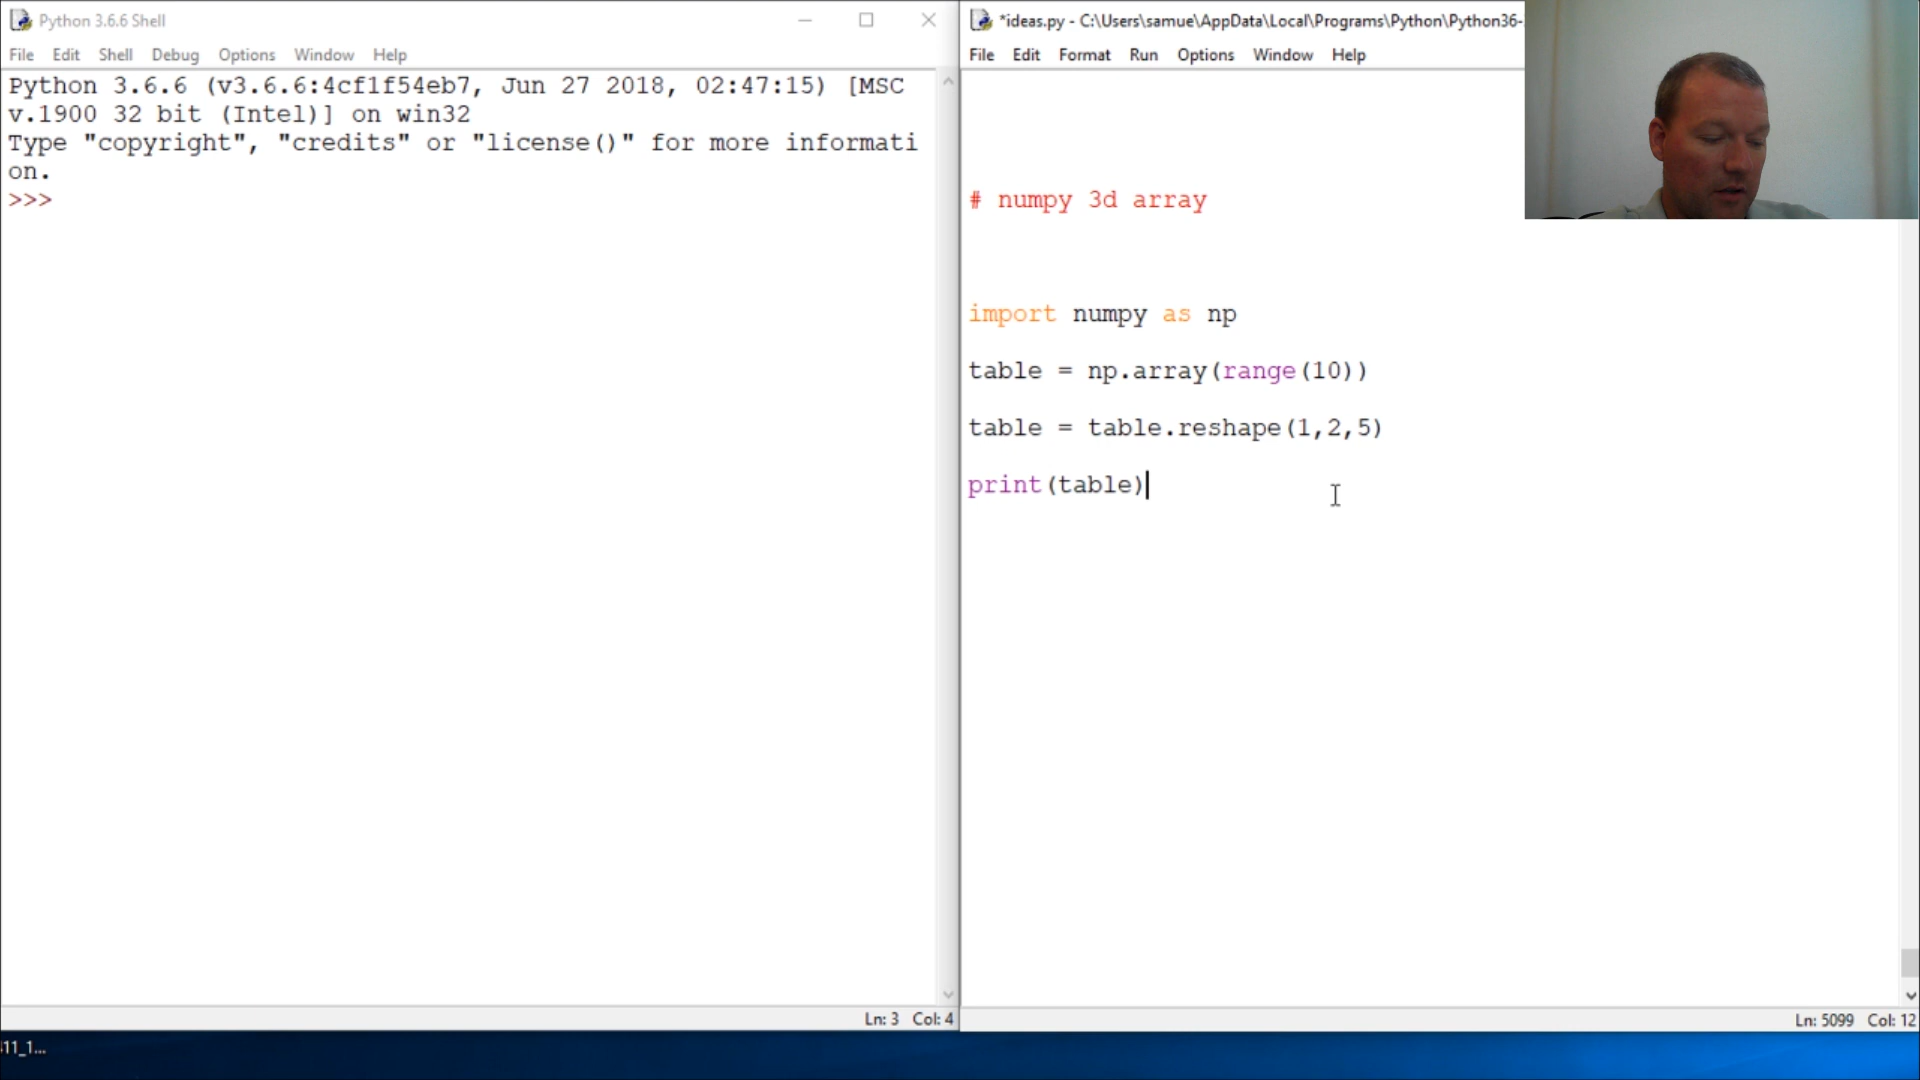 Python 3.6.6 Shell
File Edit Shell Debug Options Window Help
Python 3.6.6 (v3.6.6:4cf1f54eb7, Jun 27 2018, 02:47:15) [MSC
v.1900 32 bit (Intel)] on win32
Type "copyright", "credits" or "license()" for more informati
on.
>>>
Ln: 3 Col: 4
*ideas.py - C:\Users\samue\AppData\Local\Programs\Python\Python36-
File Edit Format Run Options Window Help
# numpy 3d array
import numpy as np
table = np.array(range(10))
table = table.reshape(1,2,5)
print(table)
Ln: 5099 Col: 12
11_1...